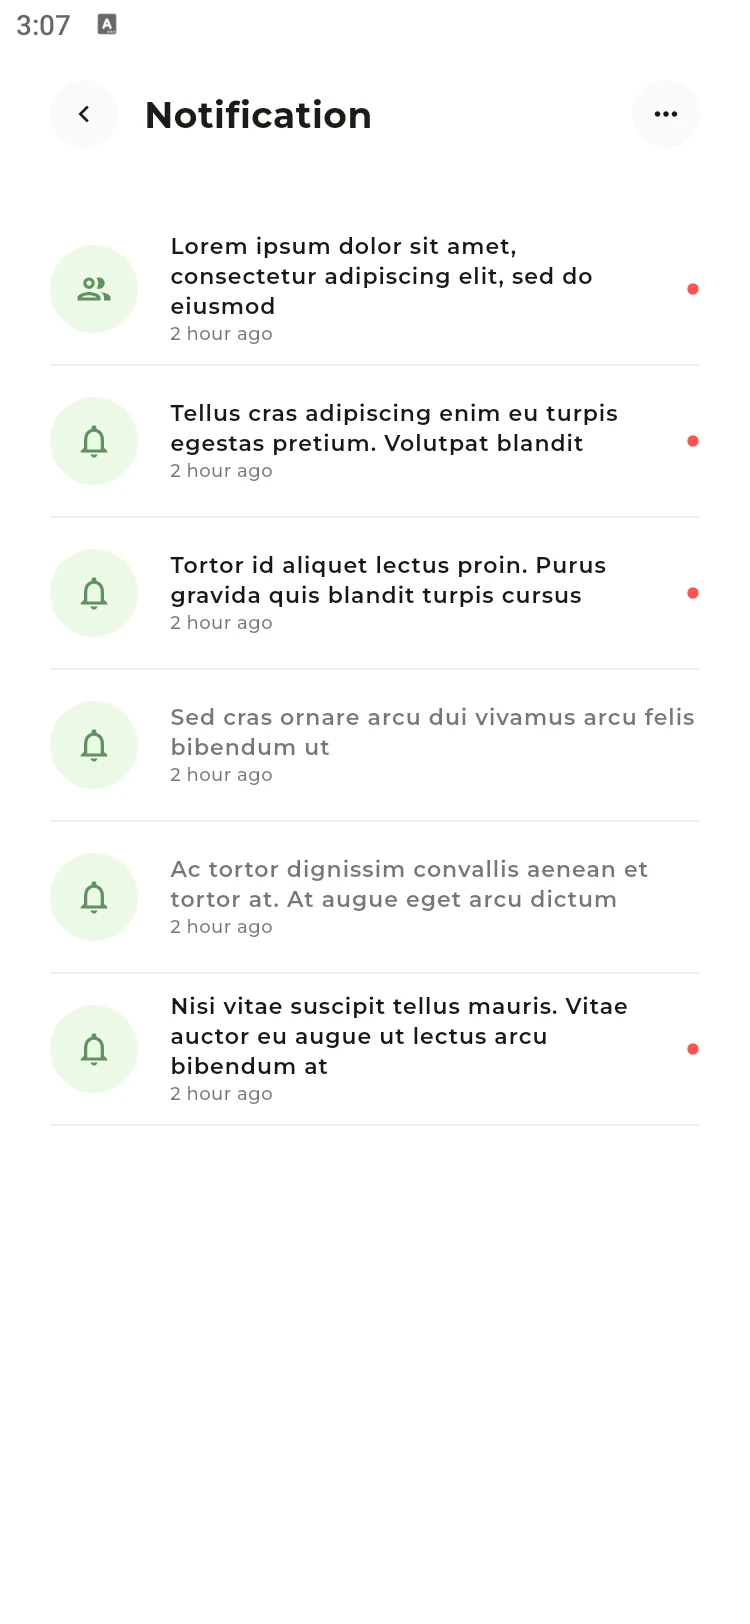 3:07 A
Notification
Lorem ipsum dolor sit amet,
consectetur adipiscing elit, sed do
eiusmod
2 hour ago
Tellus cras adipiscing enim eu turpis
egestas pretium. Volutpat blandit
2 hour ago
Tortor id aliquet lectus proin. Purus
gravida quis blandit turpis cursus
2 hour ago
Sed cras ornare arcu dui vivamus arcu felis
bibendum ut
2 hour ago
Ac tortor dignissim convallis aenean et
tortor at. At augue eget arcu dictum
2 hour ago
Nisi vitae suscipit tellus mauris. Vitae
auctor eu augue ut lectus arcu
bibendum at
2 hour ago